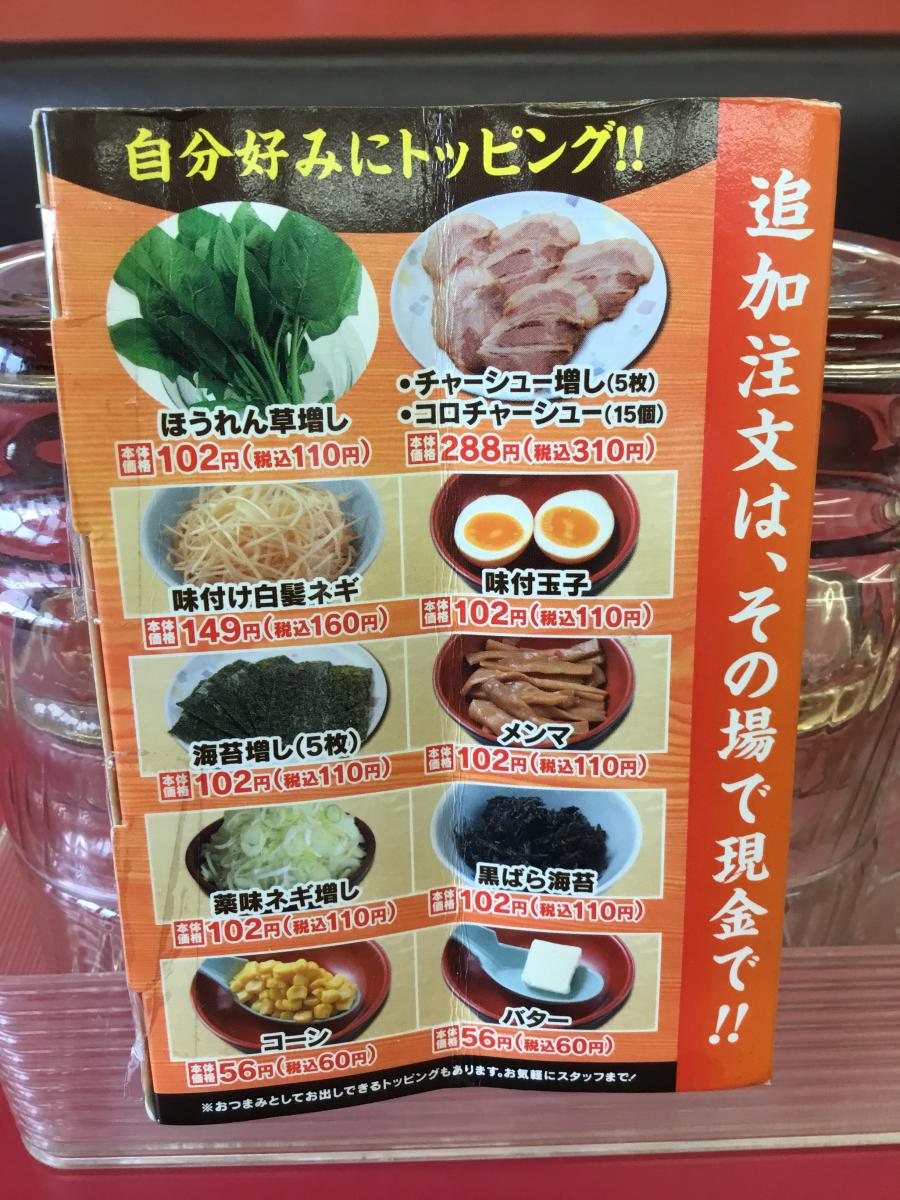 自分好みにトッピング!!
ほうれん草増し
本体価格102円(税込110円)
•チャーシュー増し(5枚)
•コロチャーシュー(15個)
本体価格288円(税込310円)
味付け白髪ネギ
本体価格149円(税込160円)
味付玉子
本体価格102円(税込110円)
海苔増し(5枚)
本体価格102円(税込110円)
メンマ
本体価格102円(税込110円)
薬味ネギ増し
本体価格102円(税込110円)
黒ばら海苔
本体価格102円(税込110円)
コーン
本体価格56円(税込60円)
バター
本体価格56円(税込60円)
※おつまみとしてお出しできるトッピングもあります。お気軽にスタッフまで!
追加注文は、その場で現金で!!